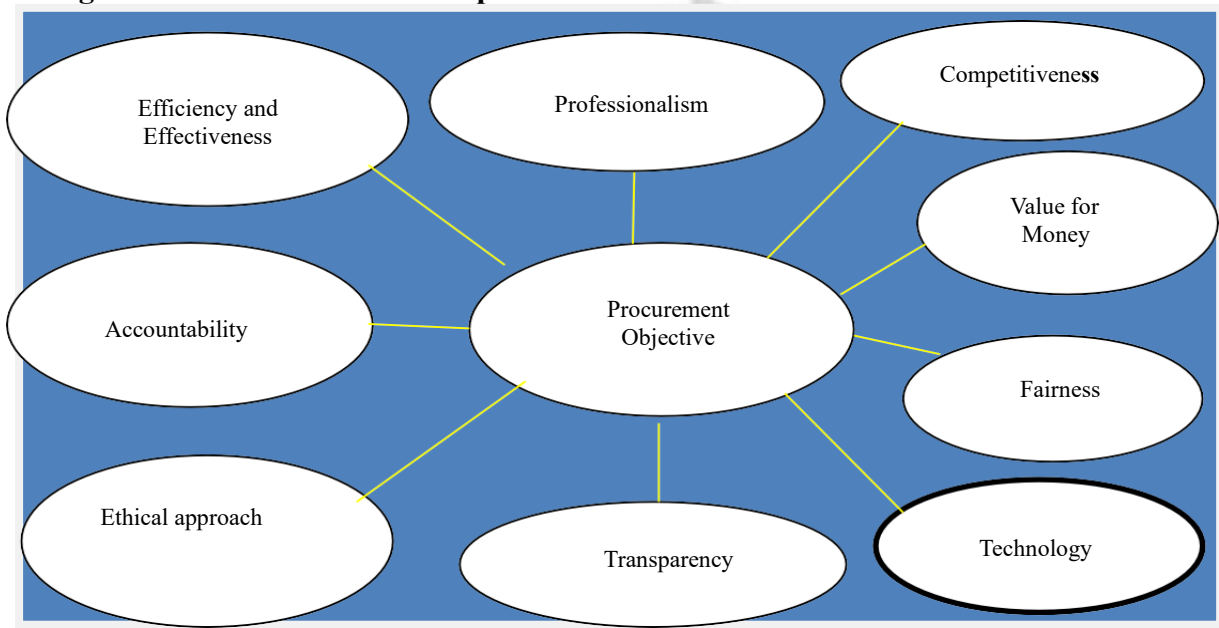 Efficiency and
Effectiveness
Professionalism
Competitiveness
Value for
Money
Procurement
Objective
Accountability
Fairness
Ethical approach
Transparency
Technology